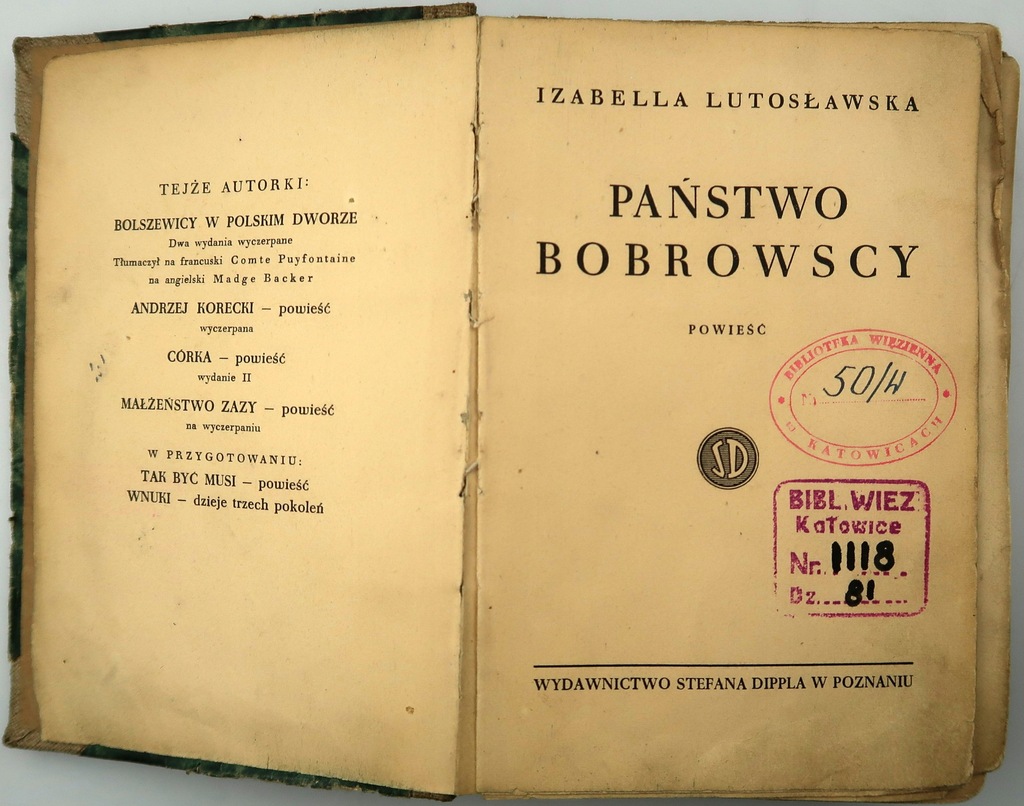 TEJŻE AUTORKI:
BOLSZEWICY W POLSKIM DWORZE
Dwa wydania wyczerpane
Tłumaczył na francuski Comte Puyfontaine
na angielski Madge Backer
ANDRZEJ KORECKI — powieść
wyczerpana
CÓRKA — powieść
wydanie II
MAŁŻEŃSTWO ZAZY — powieść
na wyczerpaniu
W PRZYGOTOWANIU:
TAK BYĆ MUSI — powieść
WNUKI — dzieje trzech pokoleń
IZABELLA LUTOSŁAWSKA
PAŃSTWO
BOBROWSCY
POWIEŚĆ
BIBLIOTEKA WIĘZIENNA
50/W
W KATOWICACH
SD
BIBL. WIEZ
Katowice
Nr. 1118
Dz. 81
WYDAWNICTWO STEFANA DIPPLA W POZNANIU